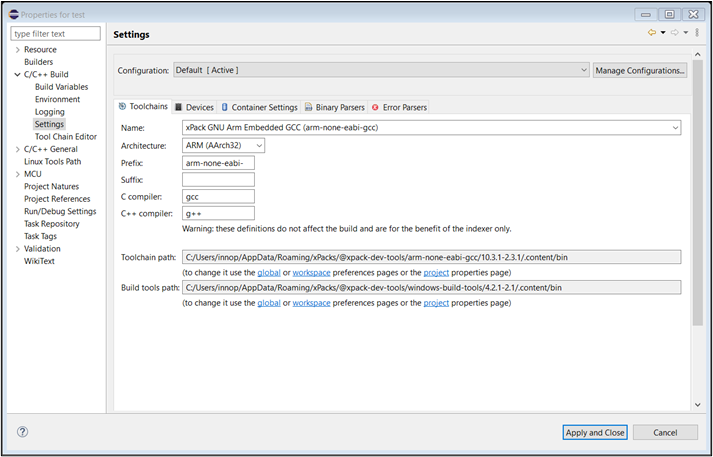 Properties for test
type filter text
Settings
Resource
Builders
C/C++ Build
Build Variables
Environment
Logging
Settings
Tool Chain Editor
C/C++ General
Linux Tools Path
MCU
Project Natures
Project References
Run/Debug Settings
Task Repository
Task Tags
Validation
WikiText
Configuration: Default [ Active ] Manage Configurations...
Toolchains Devices Container Settings Binary Parsers Error Parsers
Name: xPack GNU Arm Embedded GCC (arm-none-eabi-gcc)
Architecture: ARM (AArch32)
Prefix: arm-none-eabi-
Suffix:
C compiler: gcc
C++ compiler: g++
Warning: these definitions do not affect the build and are for the benefit of the indexer only.
Toolchain path: C:/Users/innop/AppData/Roaming/xPacks/@xpack-dev-tools/arm-none-eabi-gcc/10.3.1-2.3.1/.content/bin
(to change it use the global or workspace preferences pages or the project properties page)
Build tools path: C:/Users/innop/AppData/Roaming/xPacks/@xpack-dev-tools/windows-build-tools/4.2.1-2.1/.content/bin
(to change it use the global or workspace preferences pages or the project properties page)
? Apply and Close Cancel